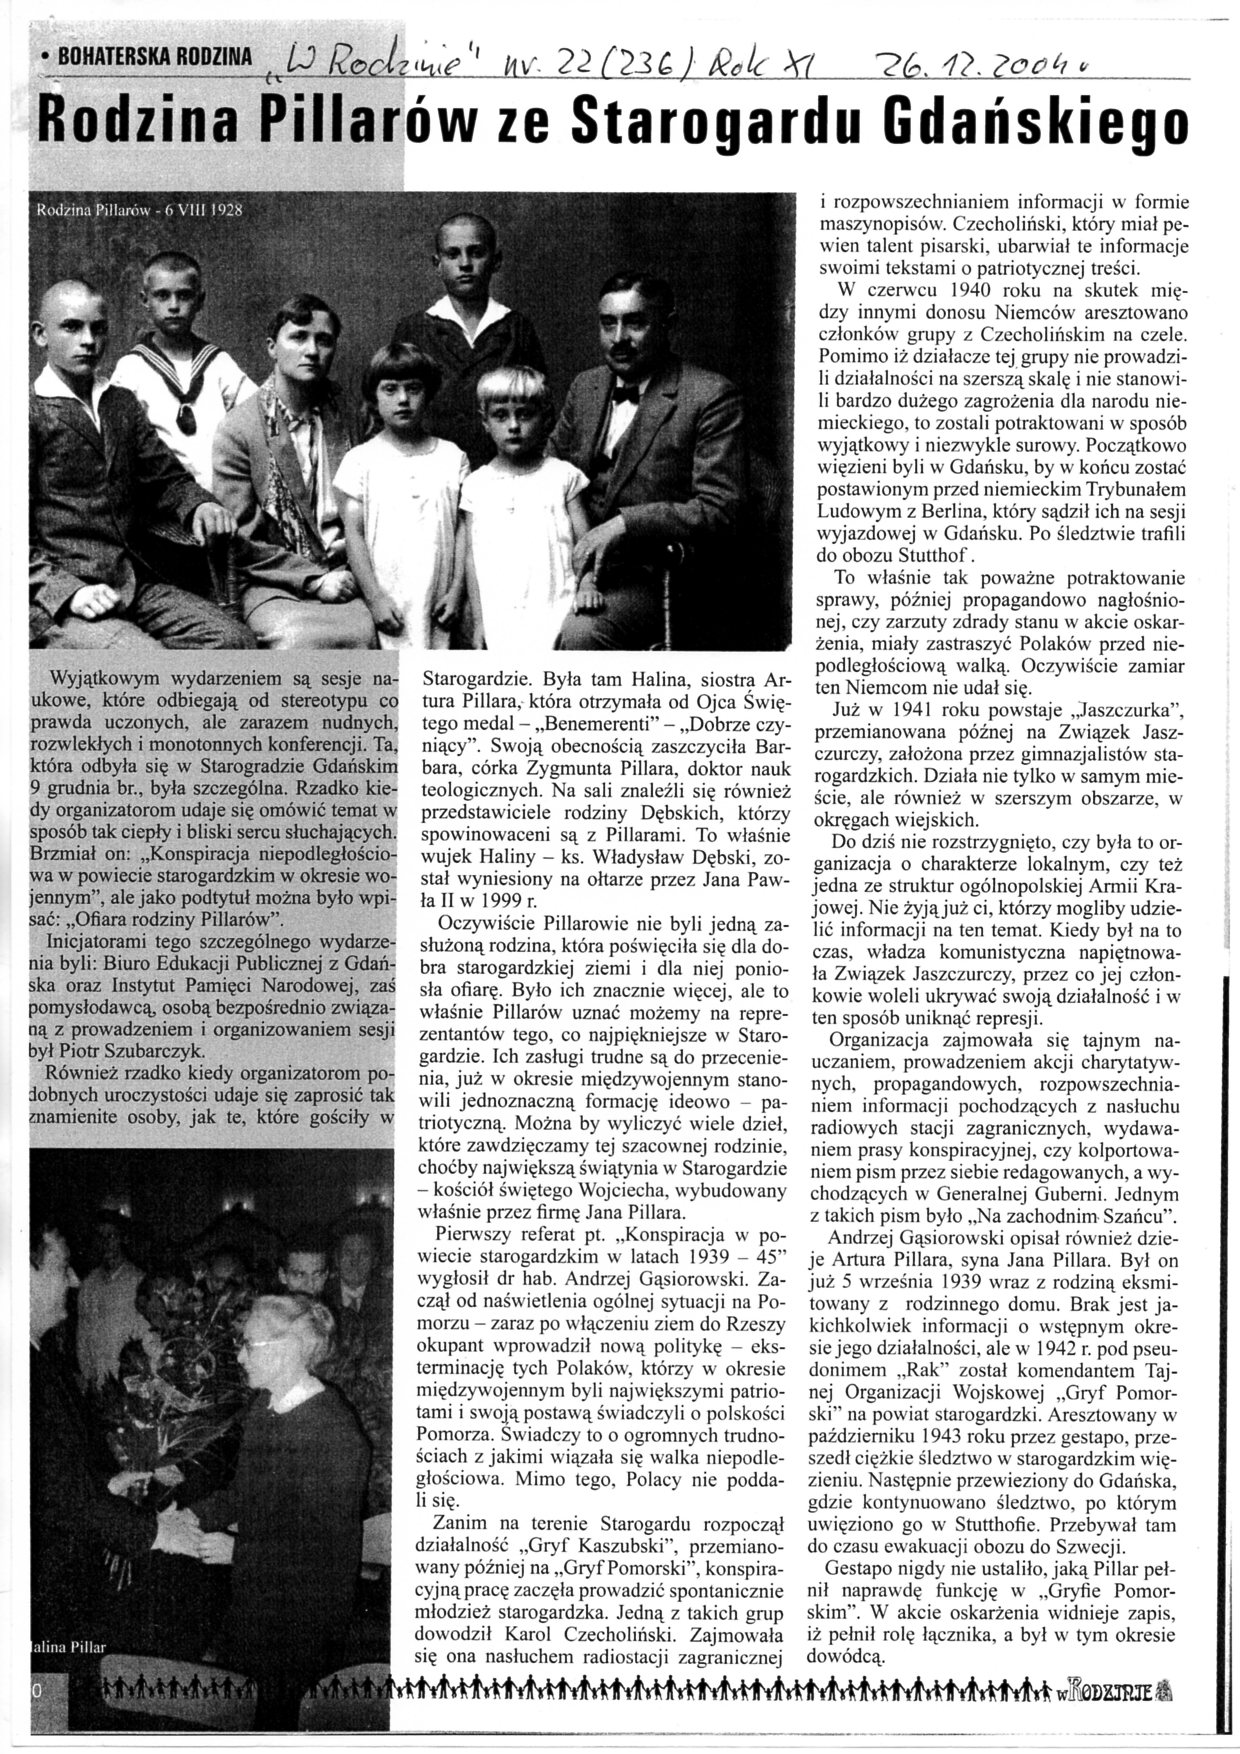 • BOHATERSKA RODZINA „W Rodzinie" nr. 22 (236) Rok XI 26.12.2004 r
Rodzina Pillarów ze Starogardu Gdańskiego
Rodzina Pillarów - 6 VIII 1928
Wyjątkowym wydarzeniem są sesje na-
ukowe, które odbiegają od stereotypu co
prawda uczonych, ale zarazem nudnych,
rozwlekłych i monotonnych konferencji. Ta,
która odbyła się w Starogradzie Gdańskim
9 grudnia br., była szczególna. Rzadko kie-
dy organizatorom udaje się omówić temat w
sposób tak ciepły i bliski sercu słuchających.
Brzmiał on: „Konspiracja niepodległościo-
wa w powiecie starogardzkim w okresie wo-
jennym”, ale jako podtytuł można było wpi-
sać: „Ofiara rodziny Pillarów”.
Inicjatorami tego szczególnego wydarze-
nia byli: Biuro Edukacji Publicznej z Gdań-
ska oraz Instytut Pamięci Narodowej, zaś
pomysłodawcą, osobą bezpośrednio związa-
ną z prowadzeniem i organizowaniem sesji
był Piotr Szubarczyk.
Również rzadko kiedy organizatorom po-
dobnych uroczystości udaje się zaprosić tak
znamienite osoby, jak te, które gościły w
alina Pillar
0
Starogardzie. Była tam Halina, siostra Ar-
tura Pillara, która otrzymała od Ojca Świę-
tego medal – „Benemerenti” – „Dobrze czy-
niący”. Swoją obecnością zaszczyciła Bar-
bara, córka Zygmunta Pillara, doktor nauk
teologicznych. Na sali znaleźli się również
przedstawiciele rodziny Dębskich, którzy
spowinowaceni są z Pillarami. To właśnie
wujek Haliny – ks. Władysław Dębski, zo-
stał wyniesiony na ołtarze przez Jana Paw-
ła II w 1999 r.
Oczywiście Pillarowie nie byli jedną za-
służoną rodzina, która poświęciła się dla do-
bra starogardzkiej ziemi i dla niej ponio-
sła ofiarę. Było ich znacznie więcej, ale to
właśnie Pillarów uznać możemy na repre-
zentantów tego, co najpiękniejsze w Staro-
gardzie. Ich zasługi trudne są do przecenie-
nia, już w okresie międzywojennym stano-
wili jednoznaczną formację ideowo – pa-
triotyczną. Można by wyliczyć wiele dzieł,
które zawdzięczamy tej szacownej rodzinie,
choćby największą świątynia w Starogardzie
– kościół świętego Wojciecha, wybudowany
właśnie przez firmę Jana Pillara.
Pierwszy referat pt. „Konspiracja w po-
wiecie starogardzkim w latach 1939 – 45”
wygłosił dr hab. Andrzej Gąsiorowski. Za-
czął od naświetlenia ogólnej sytuacji na Po-
morzu – zaraz po włączeniu ziem do Rzeszy
okupant wprowadził nową politykę – eks-
terminację tych Polaków, którzy w okresie
międzywojennym byli największymi patrio-
tami i swoją postawą świadczyli o polskości
Pomorza. Świadczy to o ogromnych trudno-
ściach z jakimi wiązała się walka niepodle-
głościowa. Mimo tego, Polacy nie podda-
li się.
Zanim na terenie Starogardu rozpoczął
działalność „Gryf Kaszubski”, przemiano-
wany później na „Gryf Pomorski”, konspira-
cyjną pracę zaczęła prowadzić spontanicznie
młodzież starogardzka. Jedną z takich grup
dowodził Karol Czecholiński. Zajmowała
się ona nasłuchem radiostacji zagranicznej
i rozpowszechnianiem informacji w formie
maszynopisów. Czecholiński, który miał pe-
wien talent pisarski, ubarwiał te informacje
swoimi tekstami o patriotycznej treści.
W czerwcu 1940 roku na skutek mię-
dzy innymi donosu Niemców aresztowano
członków grupy z Czecholińskim na czele.
Pomimo iż działacze tej grupy nie prowadzi-
li działalności na szerszą skalę i nie stanowi-
li bardzo dużego zagrożenia dla narodu nie-
mieckiego, to zostali potraktowani w sposób
wyjątkowy i niezwykle surowy. Początkowo
więzieni byli w Gdańsku, by w końcu zostać
postawionym przed niemieckim Trybunałem
Ludowym z Berlina, który sądził ich na sesji
wyjazdowej w Gdańsku. Po śledztwie trafili
do obozu Stutthof .
To właśnie tak poważne potraktowanie
sprawy, później propagandowo nagłośnio-
nej, czy zarzuty zdrady stanu w akcie oskar-
żenia, miały zastraszyć Polaków przed nie-
podległościową walką. Oczywiście zamiar
ten Niemcom nie udał się.
Już w 1941 roku powstaje „Jaszczurka”,
przemianowana późnej na Związek Jasz-
czurczy, założona przez gimnazjalistów sta-
rogardzkich. Działa nie tylko w samym mie-
ście, ale również w szerszym obszarze, w
okręgach wiejskich.
Do dziś nie rozstrzygnięto, czy była to or-
ganizacja o charakterze lokalnym, czy też
jedna ze struktur ogólnopolskiej Armii Kra-
jowej. Nie żyją już ci, którzy mogliby udzie-
lić informacji na ten temat. Kiedy był na to
czas, władza komunistyczna napiętnowa-
ła Związek Jaszczurczy, przez co jej człon-
kowie woleli ukrywać swoją działalność i w
ten sposób uniknąć represji.
Organizacja zajmowała się tajnym na-
uczaniem, prowadzeniem akcji charytatyw-
nych, propagandowych, rozpowszechnia-
niem informacji pochodzących z nasłuchu
radiowych stacji zagranicznych, wydawa-
niem prasy konspiracyjnej, czy kolportowa-
niem pism przez siebie redagowanych, a wy-
chodzących w Generalnej Guberni. Jednym
z takich pism było „Na zachodnim Szańcu”.
Andrzej Gąsiorowski opisał również dzie-
je Artura Pillara, syna Jana Pillara. Był on
już 5 września 1939 wraz z rodziną eksmi-
towany z rodzinnego domu. Brak jest ja-
kichkolwiek informacji o wstępnym okre-
sie jego działalności, ale w 1942 r. pod pseu-
donimem „Rak” został komendantem Taj-
nej Organizacji Wojskowej „Gryf Pomor-
ski” na powiat starogardzki. Aresztowany w
październiku 1943 roku przez gestapo, prze-
szedł ciężkie śledztwo w starogardzkim wię-
zieniu. Następnie przewieziony do Gdańska,
gdzie kontynuowano śledztwo, po którym
uwięziono go w Stutthofie. Przebywał tam
do czasu ewakuacji obozu do Szwecji.
Gestapo nigdy nie ustaliło, jaką Pillar peł-
nił naprawdę funkcję w „Gryfie Pomor-
skim”. W akcie oskarżenia widnieje zapis,
iż pełnił rolę łącznika, a był w tym okresie
dowódcą.
wRODZINIE